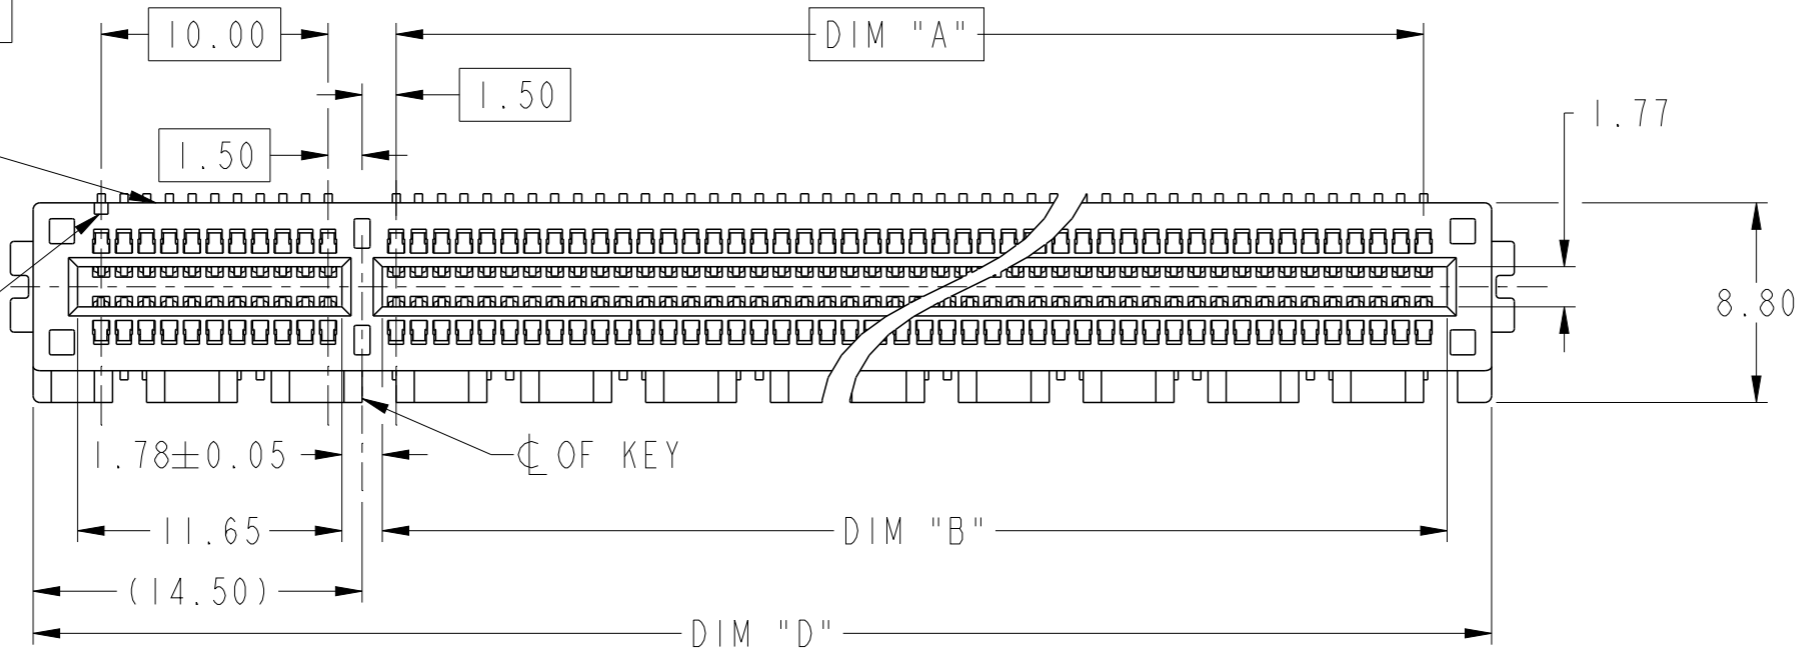 10.00
DIM "A"
1.50
1.77
1.50
8.80
1.78±0.05
℄ OF KEY
11.65
DIM "B"
(14.50)
DIM "D"